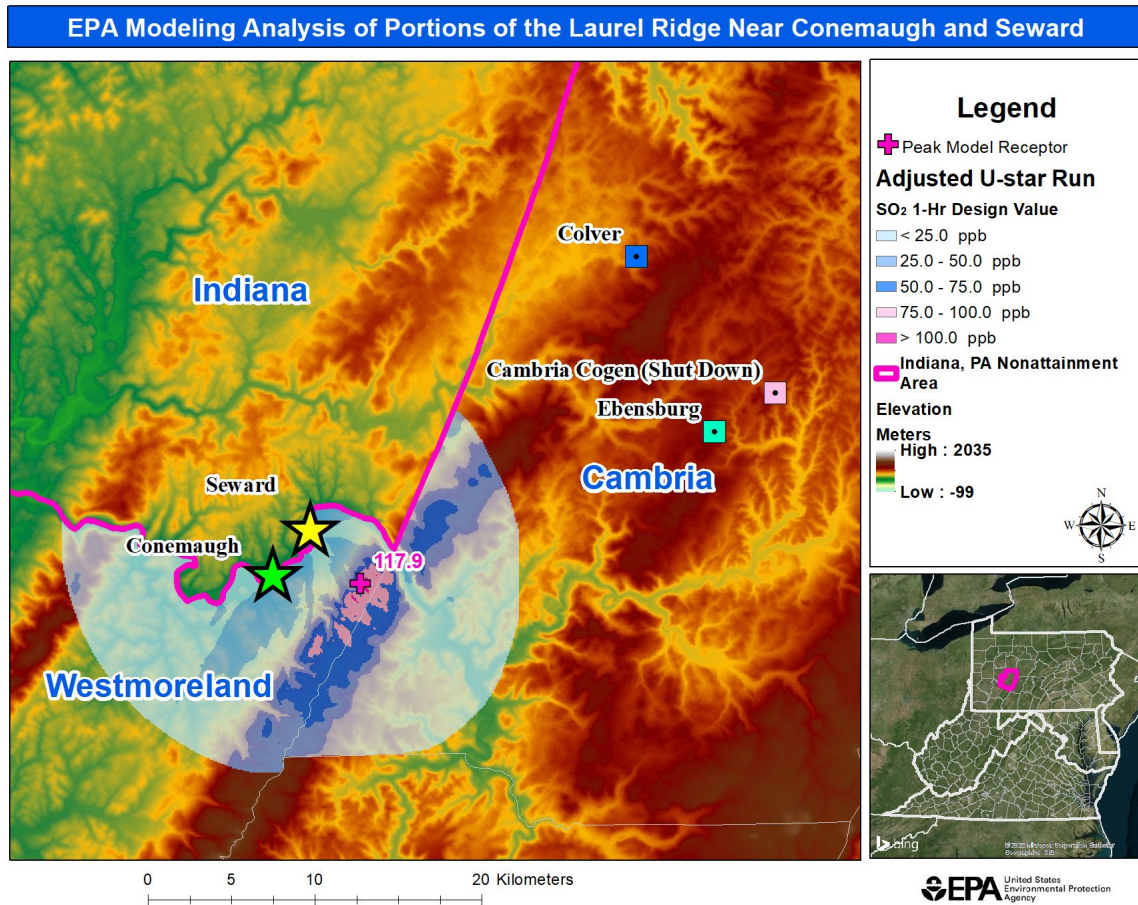 EPA Modeling Analysis of Portions of the Laurel Ridge Near Conemaugh and Seward
Colver
Indiana
Cambria Cogen (Shut Down)
Ebensburg
Cambria
Seward
Conemaugh
117.9
Westmoreland
0 5 10 20 Kilometers
Legend
Peak Model Receptor
Adjusted U-star Run
SO₂ 1-Hr Design Value
< 25.0 ppb
25.0 - 50.0 ppb
50.0 - 75.0 ppb
75.0 - 100.0 ppb
> 100.0 ppb
Indiana, PA Nonattainment
Area
Elevation
Meters
High : 2035
Low : -99
N
W E
S
bing
EPA
United States
Environmental Protection
Agency